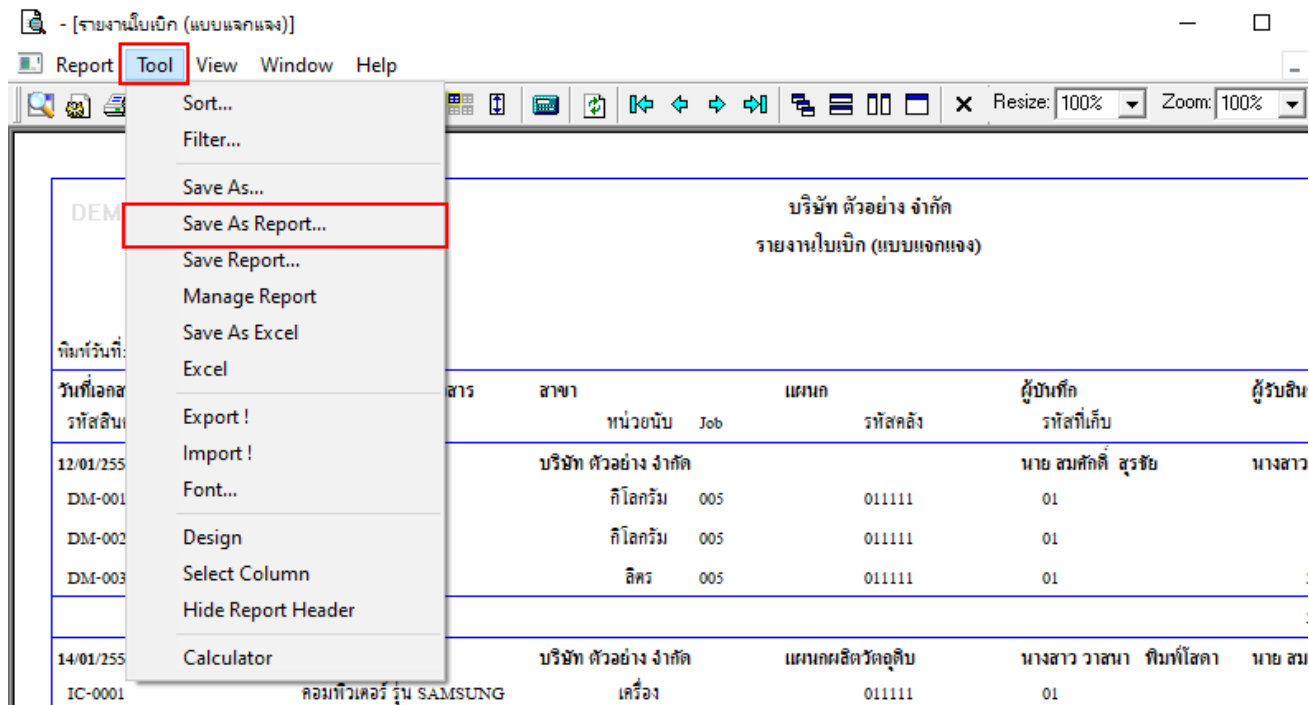 - [รายงานใบเบิก (แบบแจกแจง)]
Report Tool View Window Help
Resize: 100% Zoom: 100%
Sort...
Filter...
Save As...
Save As Report...
Save Report...
Manage Report
Save As Excel
Excel
Export !
Import !
Font...
Design
Select Column
Hide Report Header
Calculator
DEM
บริษัท ตัวอย่าง จำกัด
รายงานใบเบิก (แบบแจกแจง)
พิมพ์วันที่:
วันที่เอกส สาร สาขา แผนก ผู้บันทึก ผู้รับสิน
รหัสสิน หน่วยนับ Job รหัสคลัง รหัสที่เก็บ
12/01/255 บริษัท ตัวอย่าง จำกัด นาย สมศักดิ์ สุรชัย นางสาว
DM-001 กิโลกรัม 005 011111 01
DM-002 กิโลกรัม 005 011111 01
DM-003 ลิตร 005 011111 01
14/01/255 บริษัท ตัวอย่าง จำกัด แผนกผลิตวัตถุดิบ นางสาว วาสนา พิมพ์โสดา นาย สม
IC-0001 คอมพิวเตอร์ รุ่น SAMSUNG เครื่อง 011111 01